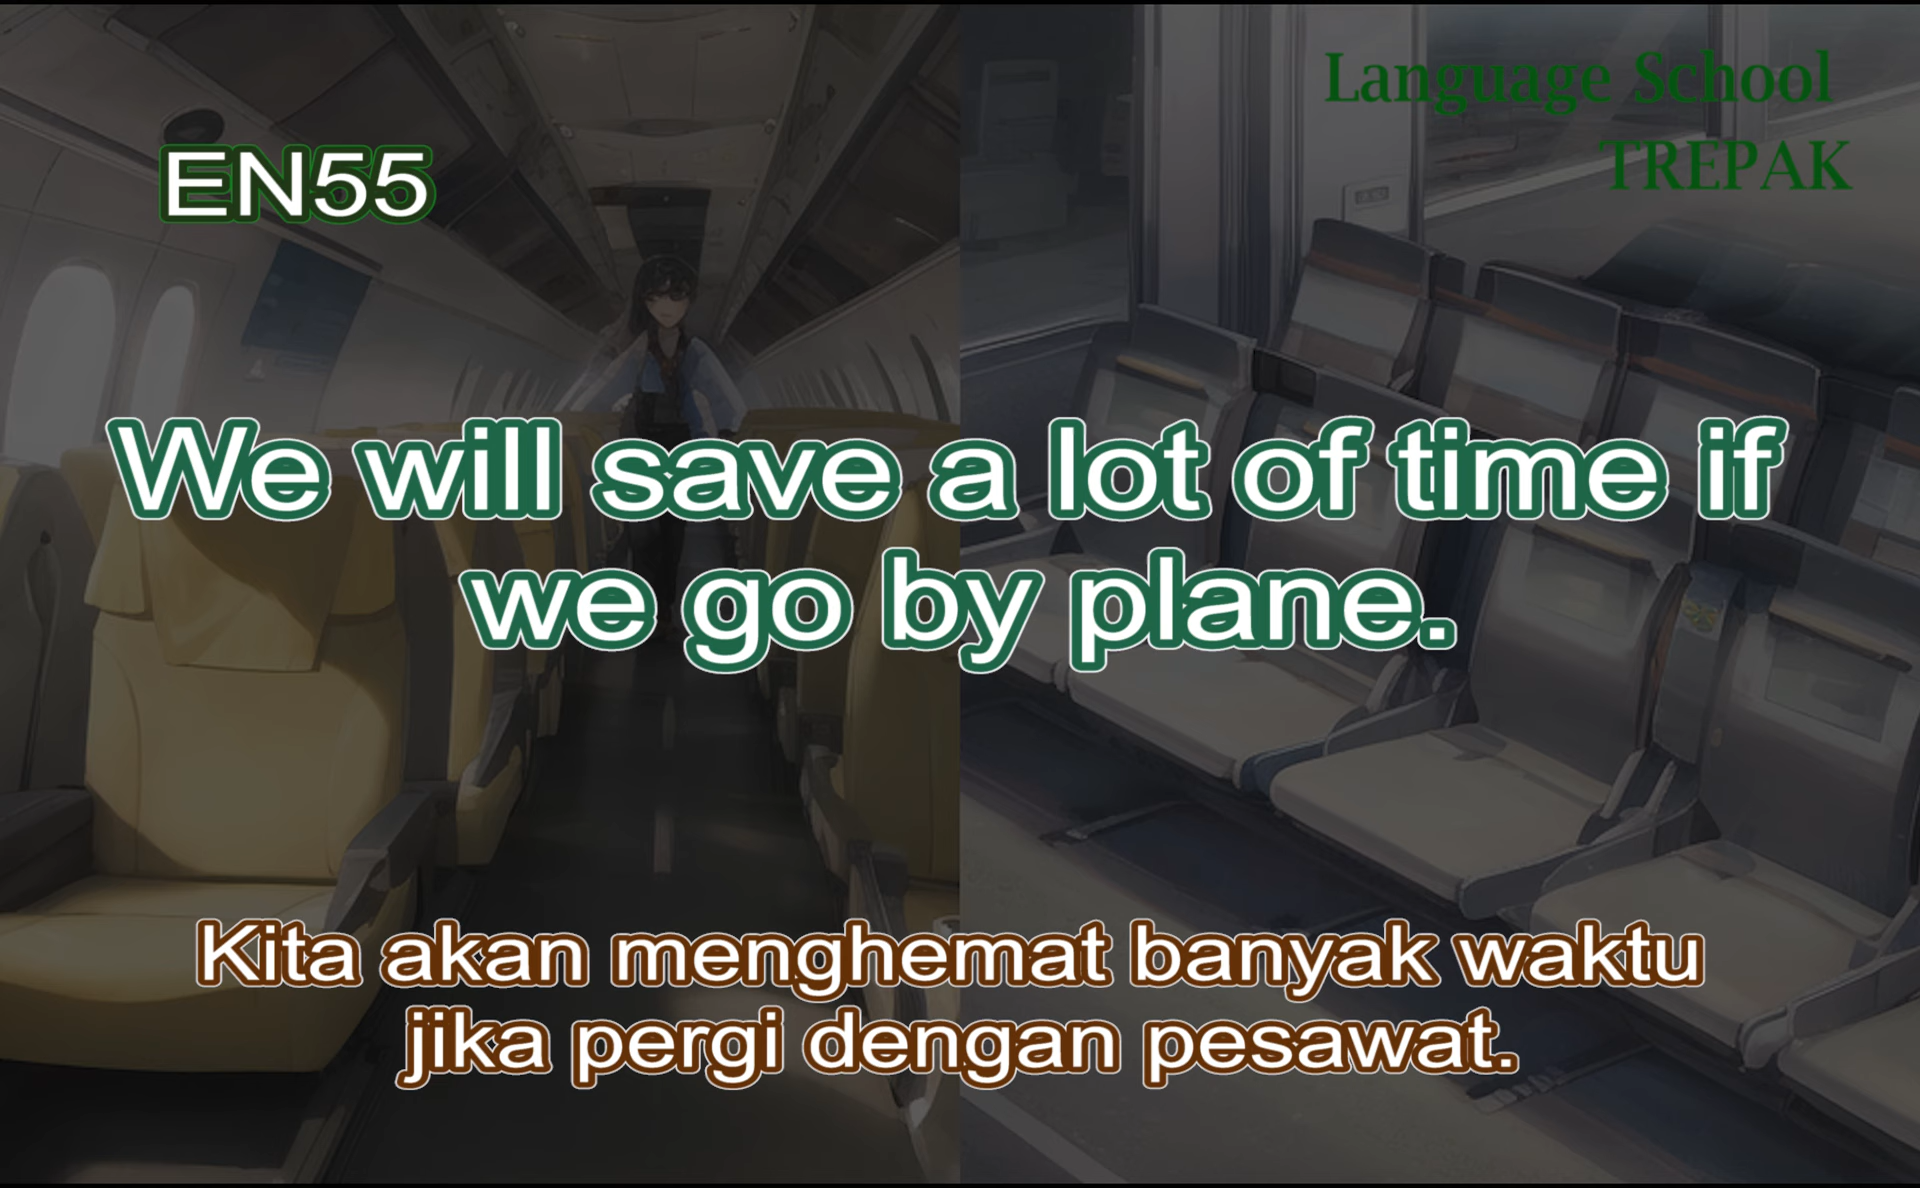 Language School
TREPAK
EN55
We will save a lot of time if
we go by plane.
Kita akan menghemat banyak waktu
jika pergi dengan pesawat.